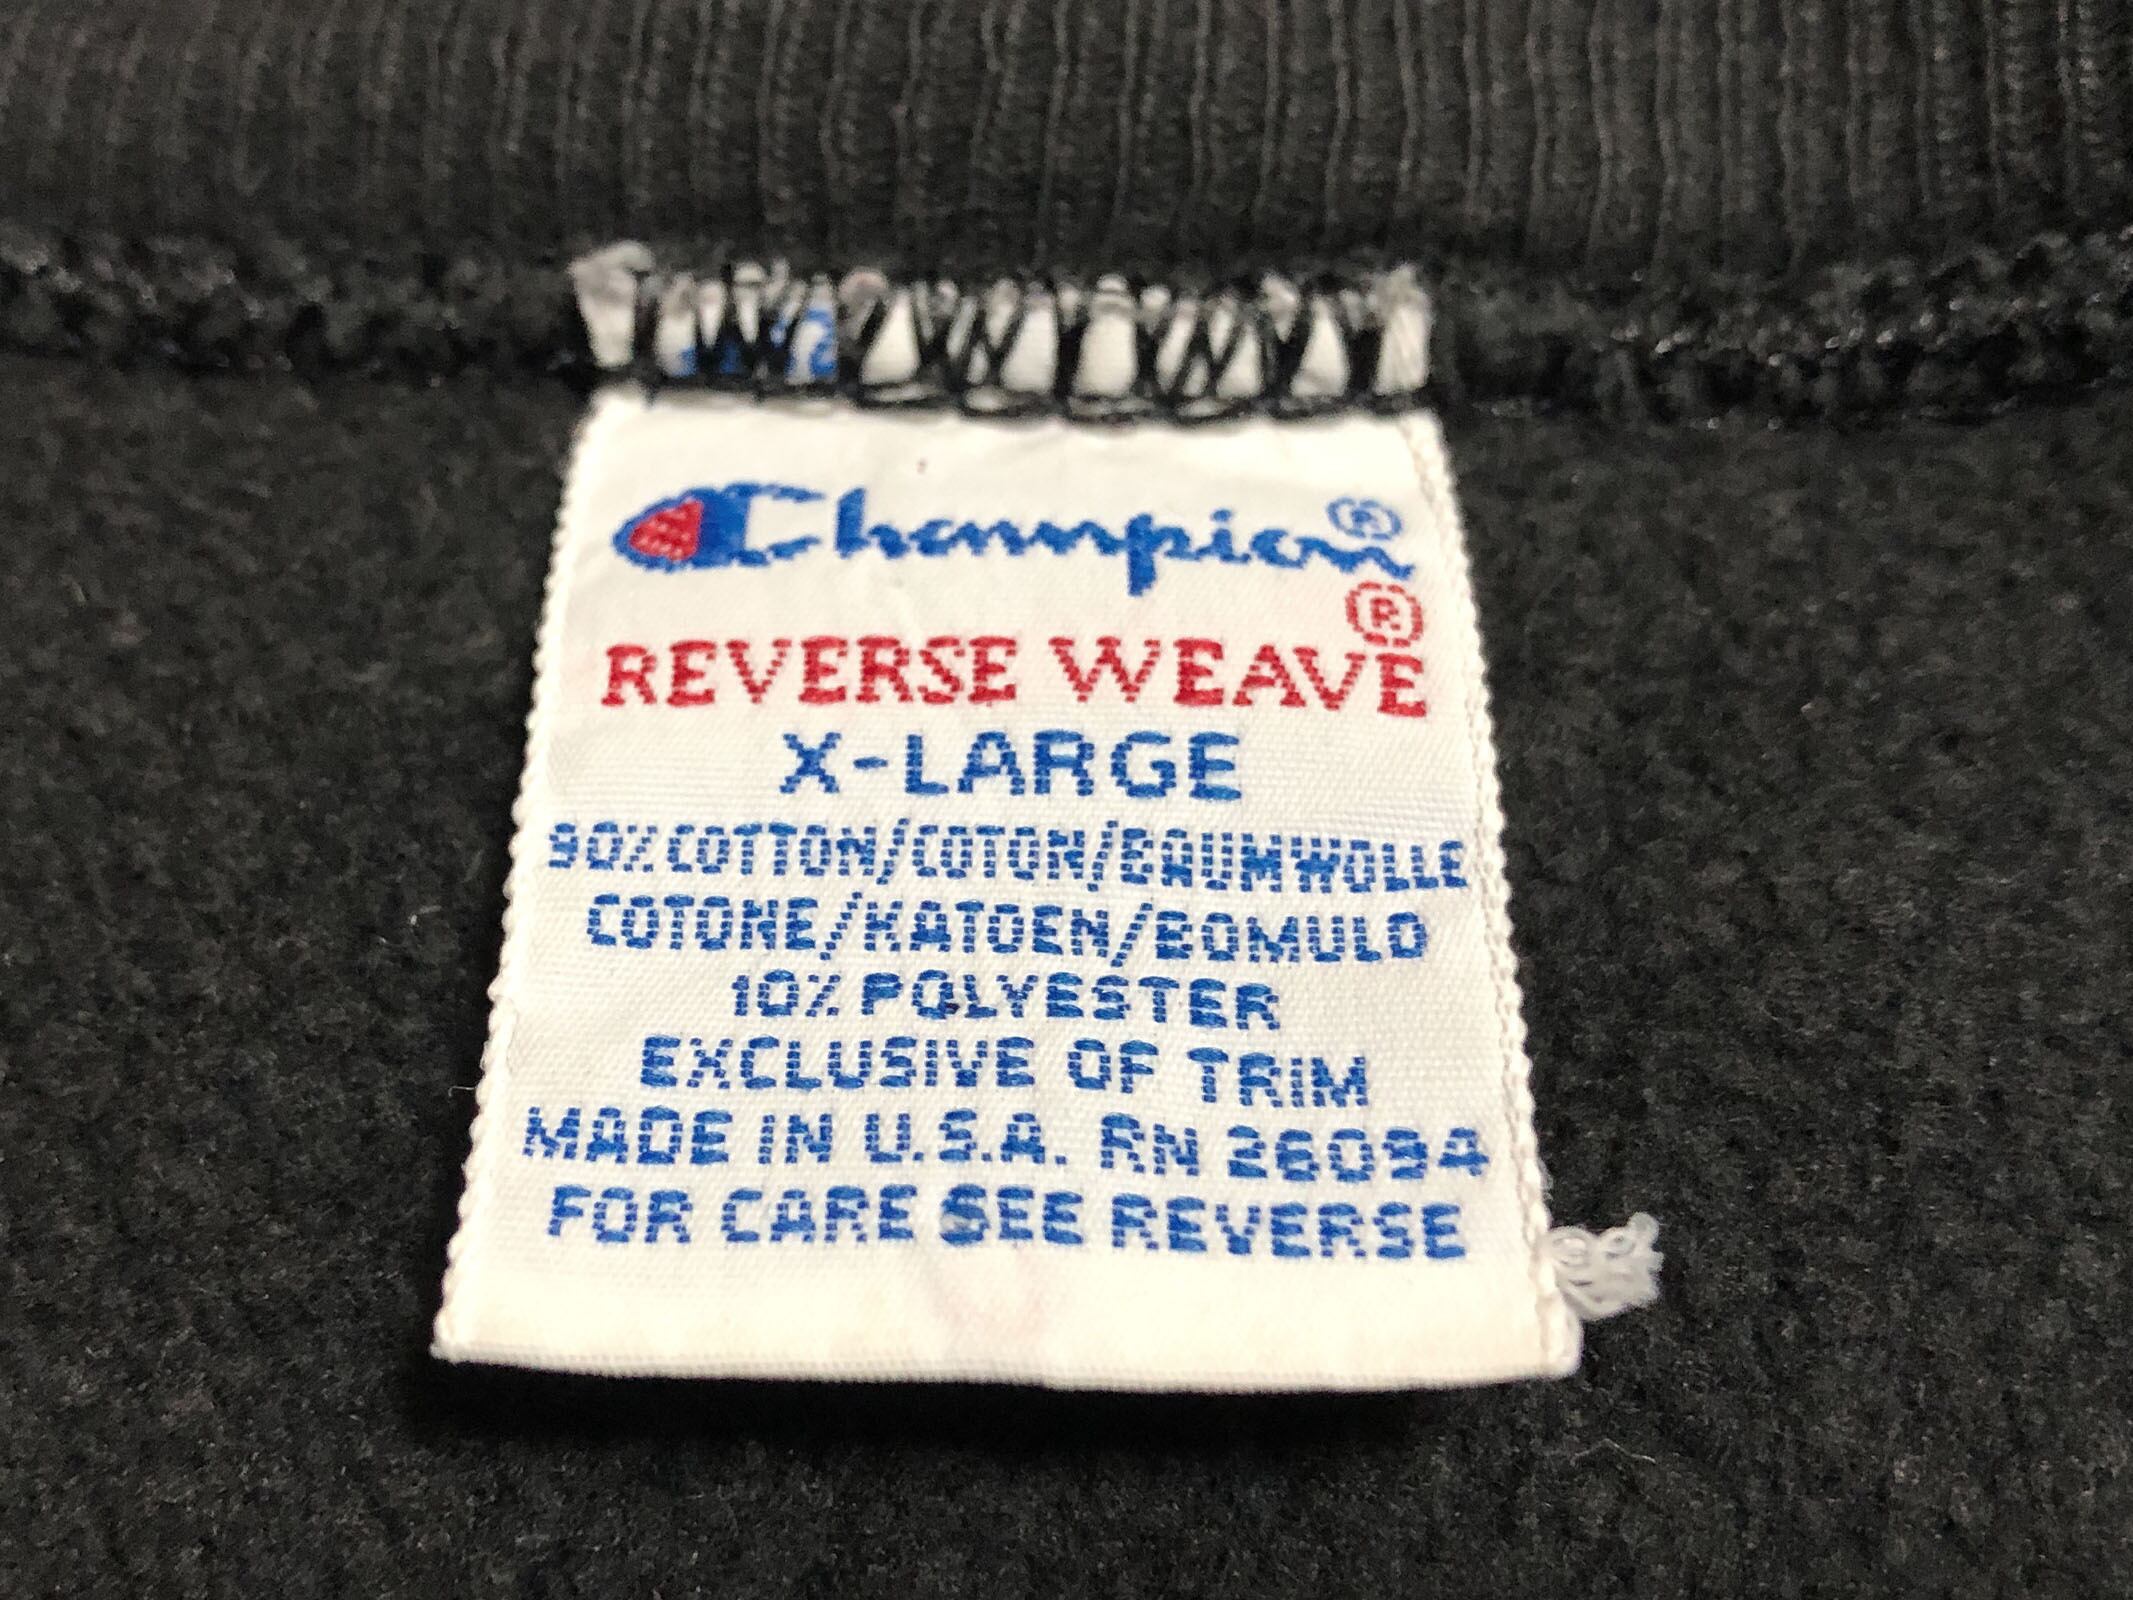 Champion®
REVERSE WEAVE®
X-LARGE
90% COTTON/COTON/BAUMWOLLE
COTONE/KATOEN/BOMULD
10% POLYESTER
EXCLUSIVE OF TRIM
MADE IN U.S.A. RN 26094
FOR CARE SEE REVERSE